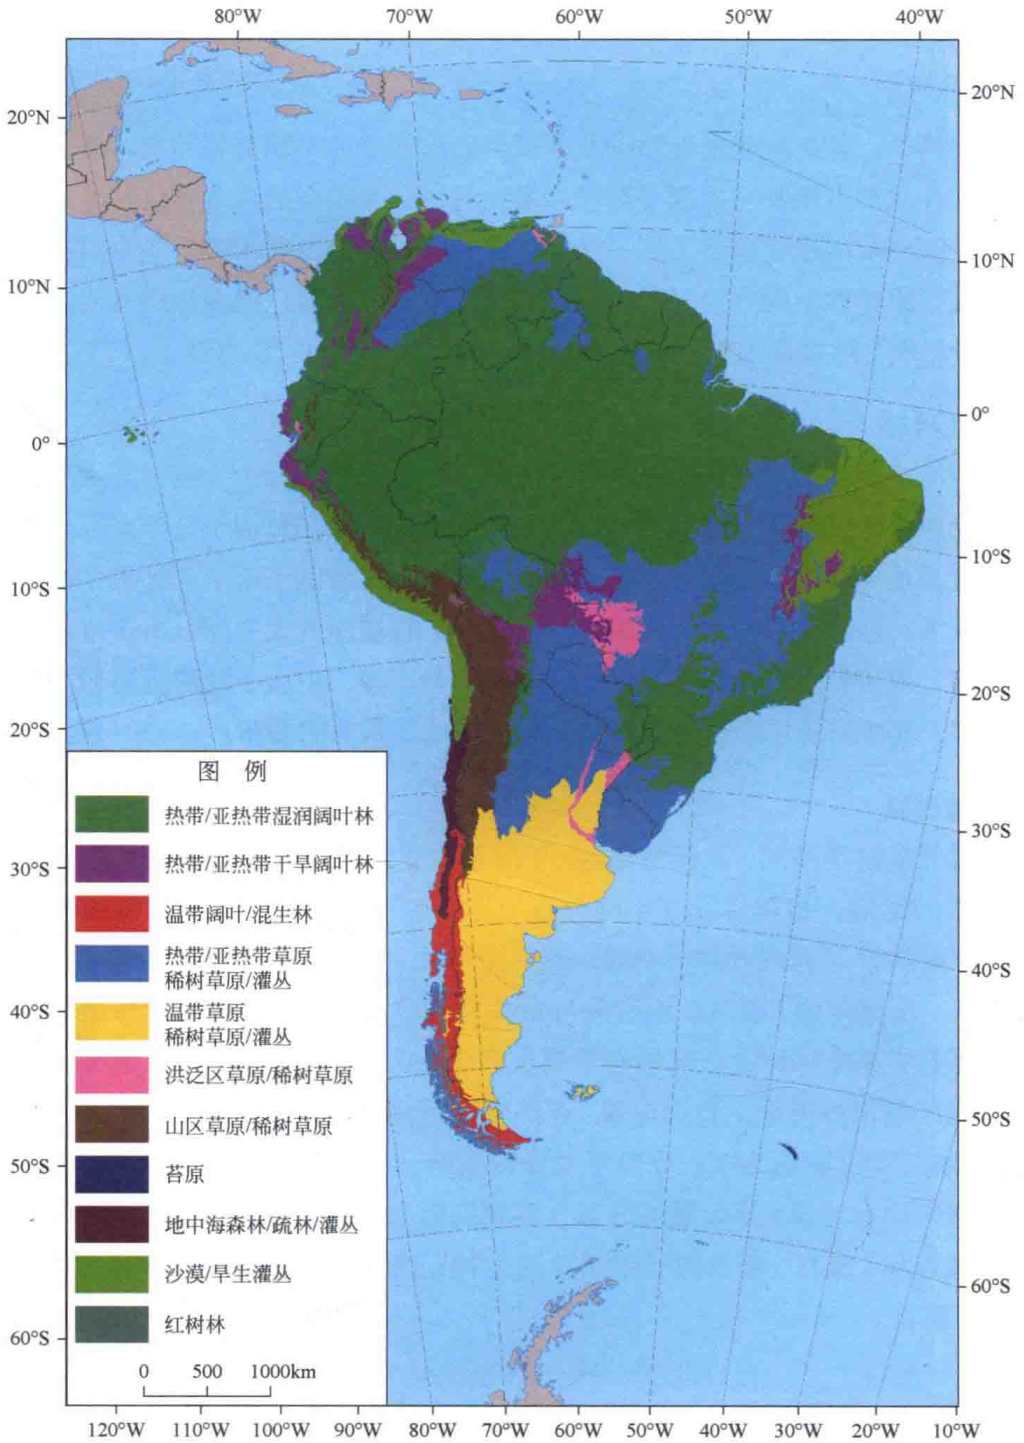 80°W 70°W 60°W 50°W 40°W
20°N
20°N
10°N
10°N
0°
0°
10°S
10°S
20°S
20°S
30°S
30°S
40°S
40°S
50°S
50°S
60°S
60°S
图 例
热带/亚热带湿润阔叶林
热带/亚热带干旱阔叶林
温带阔叶/混生林
热带/亚热带草原
稀树草原/灌丛
温带草原
稀树草原/灌丛
洪泛区草原/稀树草原
山区草原/稀树草原
苔原
地中海森林/疏林/灌丛
沙漠/旱生灌丛
红树林
0 500 1000km
120°W 110°W 100°W 90°W 80°W 70°W 60°W 50°W 40°W 30°W 20°W 10°W